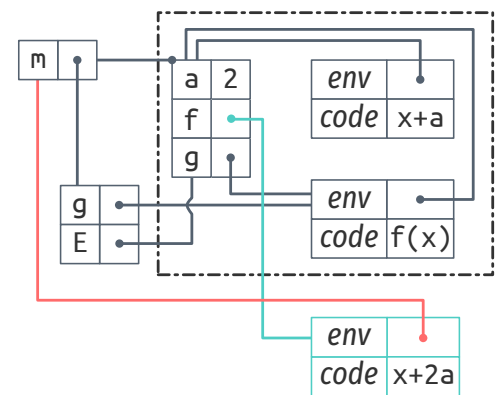 m
a 2
f
g
env
code x+a
g
E
env
code f(x)
env
code x+2a